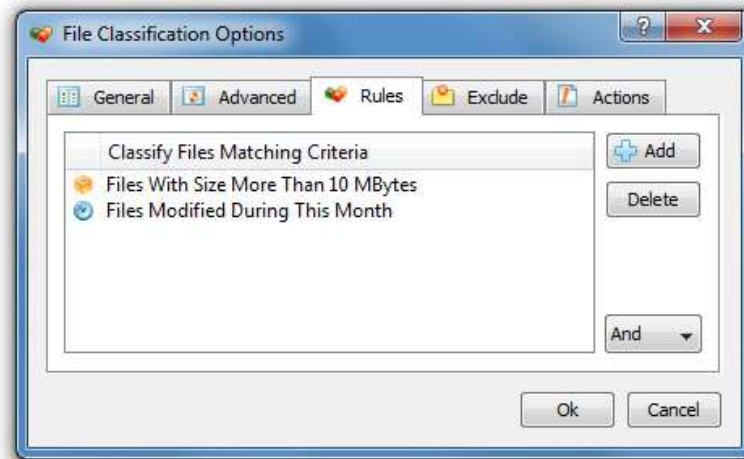 File Classification Options
General Advanced Rules Exclude Actions
Classify Files Matching Criteria
Add
Files With Size More Than 10 MBytes
Files Modified During This Month
Delete
And
Ok Cancel